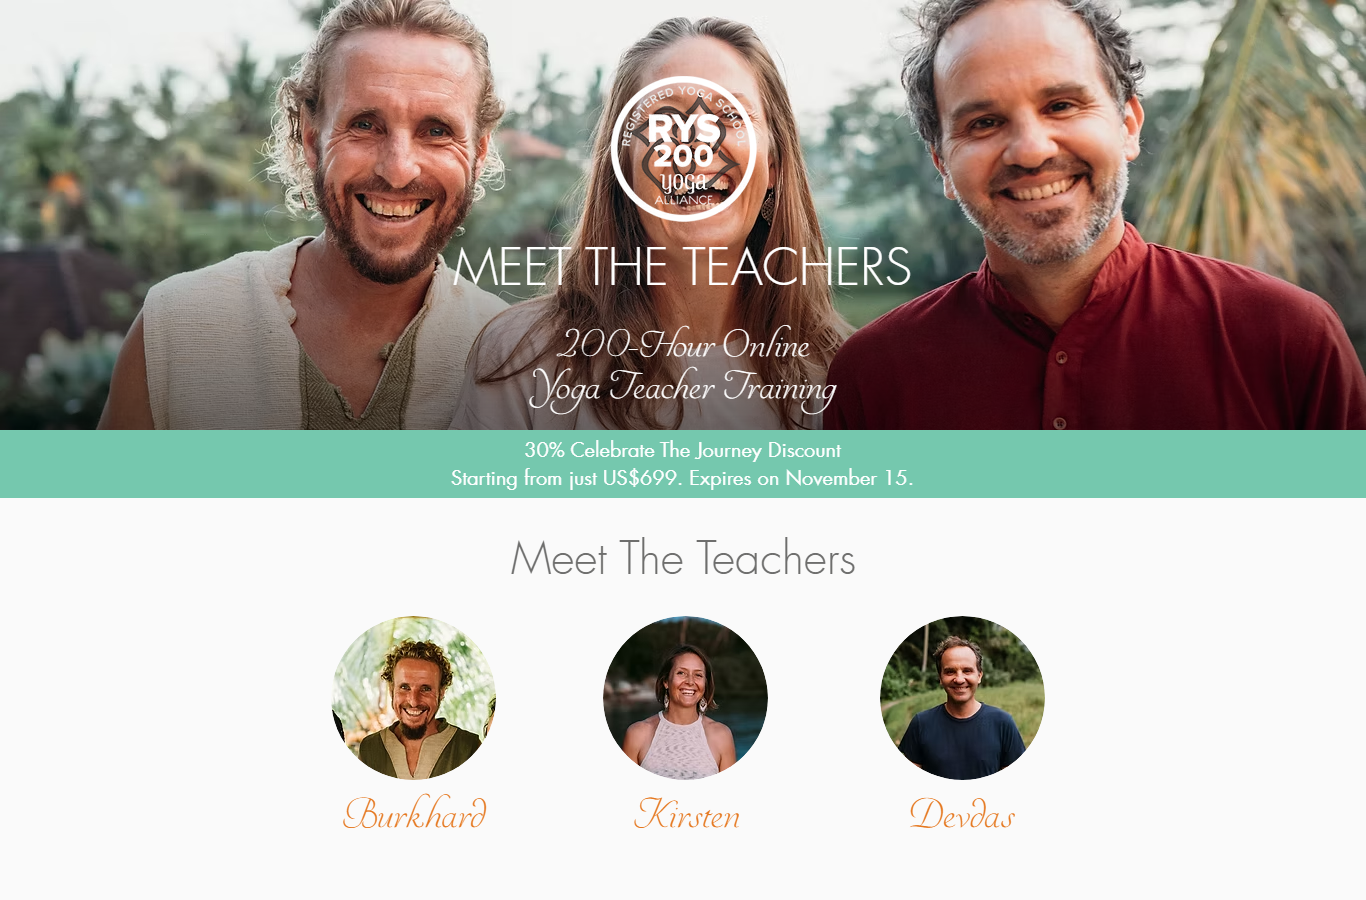 REGISTERED YOGA SCHOOL
RYS
200
yoga
ALLIANCE
MEET THE TEACHERS
200-Hour Online
Yoga Teacher Training
30% Celebrate The Journey Discount
Starting from just US$699. Expires on November 15.
Meet The Teachers
Burkhard
Kirsten
Devdas